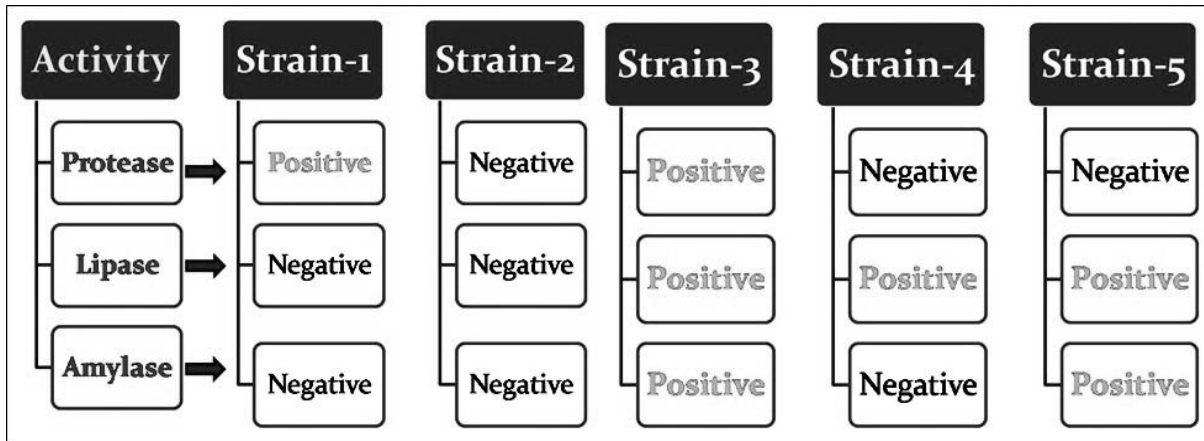 Activity Strain-1 Strain-2 Strain-3 Strain-4 Strain-5
Protease Positive Negative Positive Negative Negative
Lipase Negative Negative Positive Positive Positive
Amylase Negative Negative Positive Negative Positive